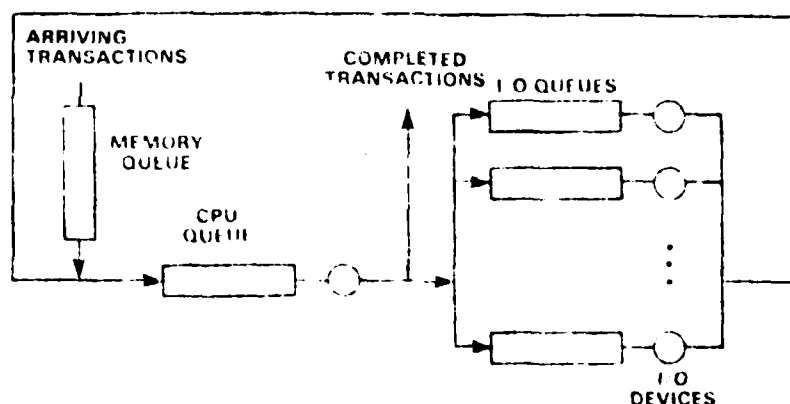 ARRIVING
TRANSACTIONS
MEMORY
QUEUE
CPU
QUEUE
COMPLETED
TRANSACTIONS
I/O QUEUES
I/O
DEVICES